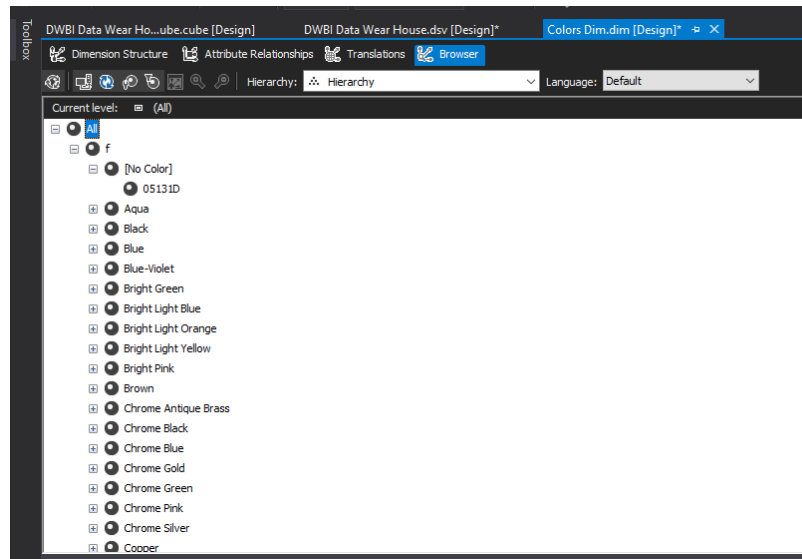 Toolbox
DWBI Data Wear Ho...ube.cube [Design] DWBI Data Wear House.dsv [Design]* Colors Dim.dim [Design]*
Dimension Structure Attribute Relationships Translations Browser
Hierarchy: Hierarchy Language: Default
Current level: (All)
All
f
[No Color]
05131D
Aqua
Black
Blue
Blue-Violet
Bright Green
Bright Light Blue
Bright Light Orange
Bright Light Yellow
Bright Pink
Brown
Chrome Antique Brass
Chrome Black
Chrome Blue
Chrome Gold
Chrome Green
Chrome Pink
Chrome Silver
Copper